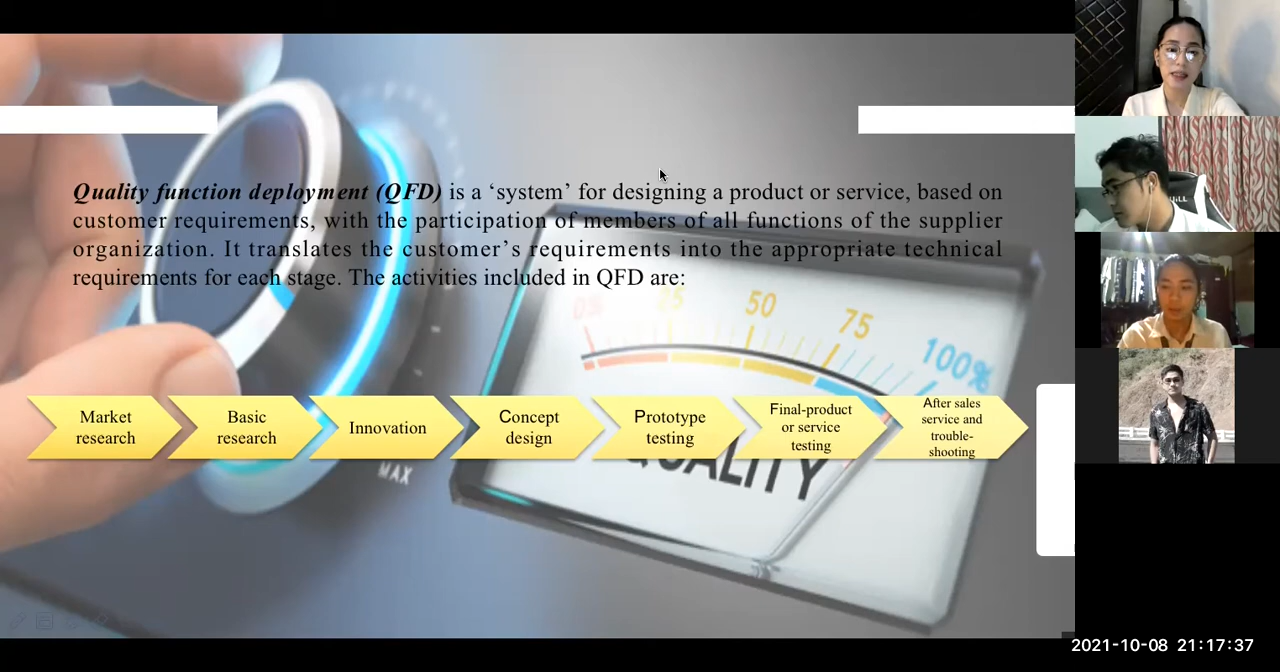 Quality function deployment (QFD) is a ‘system’ for designing a product or service, based on
customer requirements, with the participation of members of all functions of the supplier
organization. It translates the customer’s requirements into the appropriate technical
requirements for each stage. The activities included in QFD are:
0% 25 50 75 100%
Market
research
Basic
research
Innovation
Concept
design
Prototype
testing
Final-product
or service
testing
After sales
service and
trouble-
shooting
MAX
QUALITY
2021-10-08 21:17:37